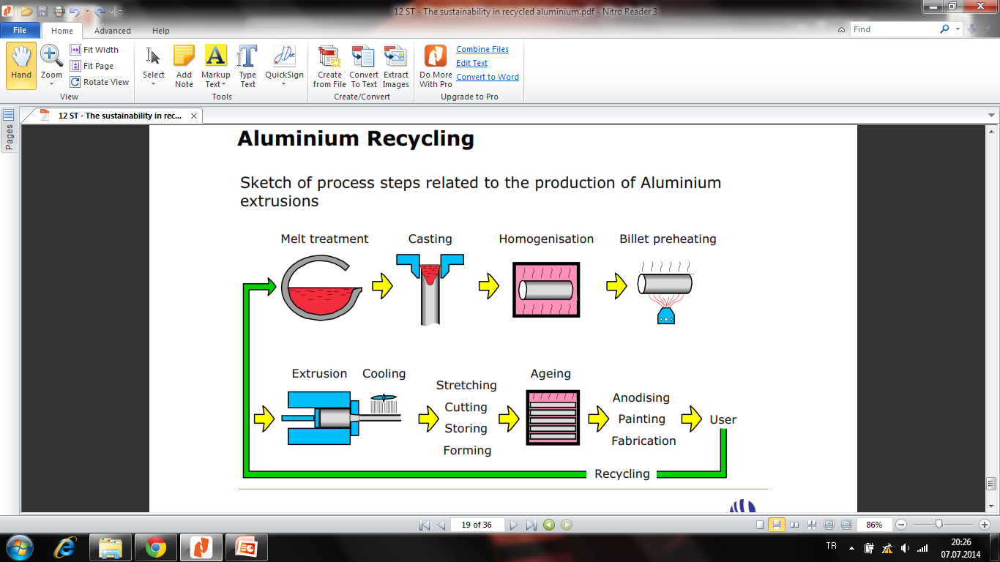 12 ST - The sustainability in recycled aluminium.pdf - Nitro Reader 3
File
Home
Advanced
Help
Find
Hand
Zoom
Fit Width
Fit Page
Rotate View
View
Select
Add
Note
Markup
Text
Type
Text
QuickSign
Tools
Create
from File
Convert
To Text
Extract
Images
Create/Convert
Do More
With Pro
Combine Files
Edit Text
Convert to Word
Upgrade to Pro
12 ST - The sustainability in rec...
Pages
Aluminium Recycling
Sketch of process steps related to the production of Aluminium
extrusions
Melt treatment
Casting
Homogenisation
Billet preheating
Extrusion
Cooling
Stretching
Cutting
Storing
Forming
Ageing
Anodising
Painting
Fabrication
User
Recycling
19 of 36
86%
TR
20:26
07.07.2014